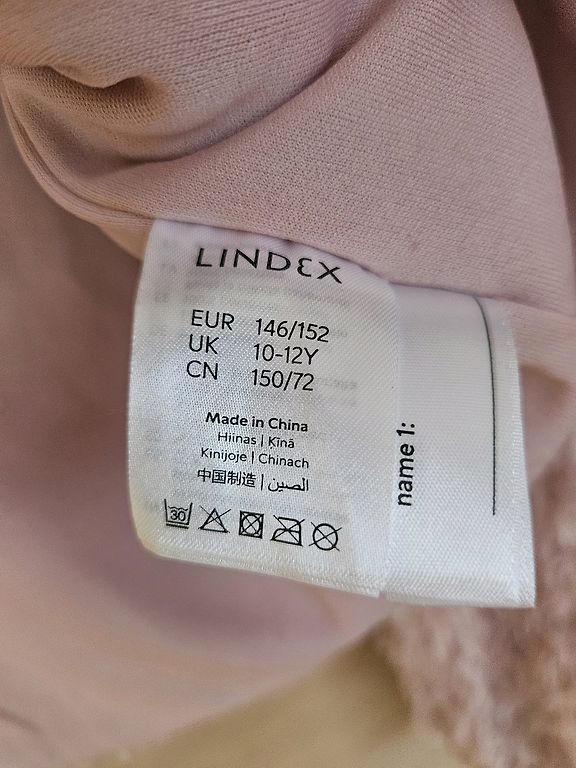 LINDEX
EUR 146/152
UK 10-12Y
CN 150/72
Made in China
Hiinas | Ķīnā
Kinijoje | Chinach
中国制造 | الصين
30
name 1: